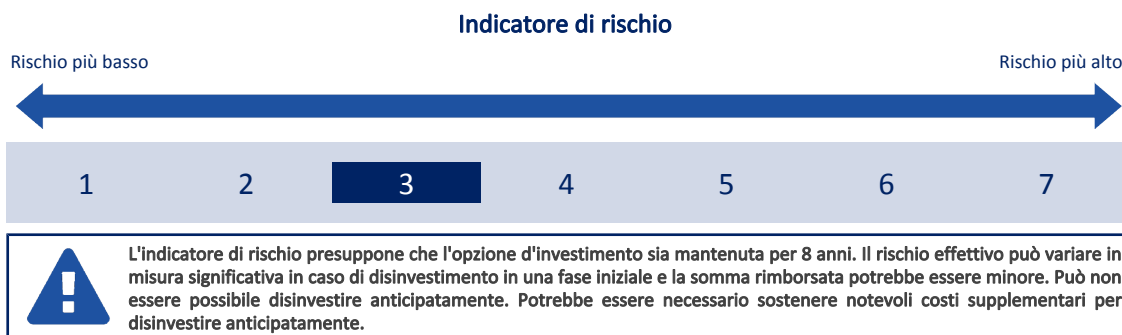 Indicatore di rischio
Rischio più basso
Rischio più alto
1 2 3 4 5 6 7
L'indicatore di rischio presuppone che l'opzione d'investimento sia mantenuta per 8 anni. Il rischio effettivo può variare in
misura significativa in caso di disinvestimento in una fase iniziale e la somma rimborsata potrebbe essere minore. Può non
essere possibile disinvestire anticipatamente. Potrebbe essere necessario sostenere notevoli costi supplementari per
disinvestire anticipatamente.